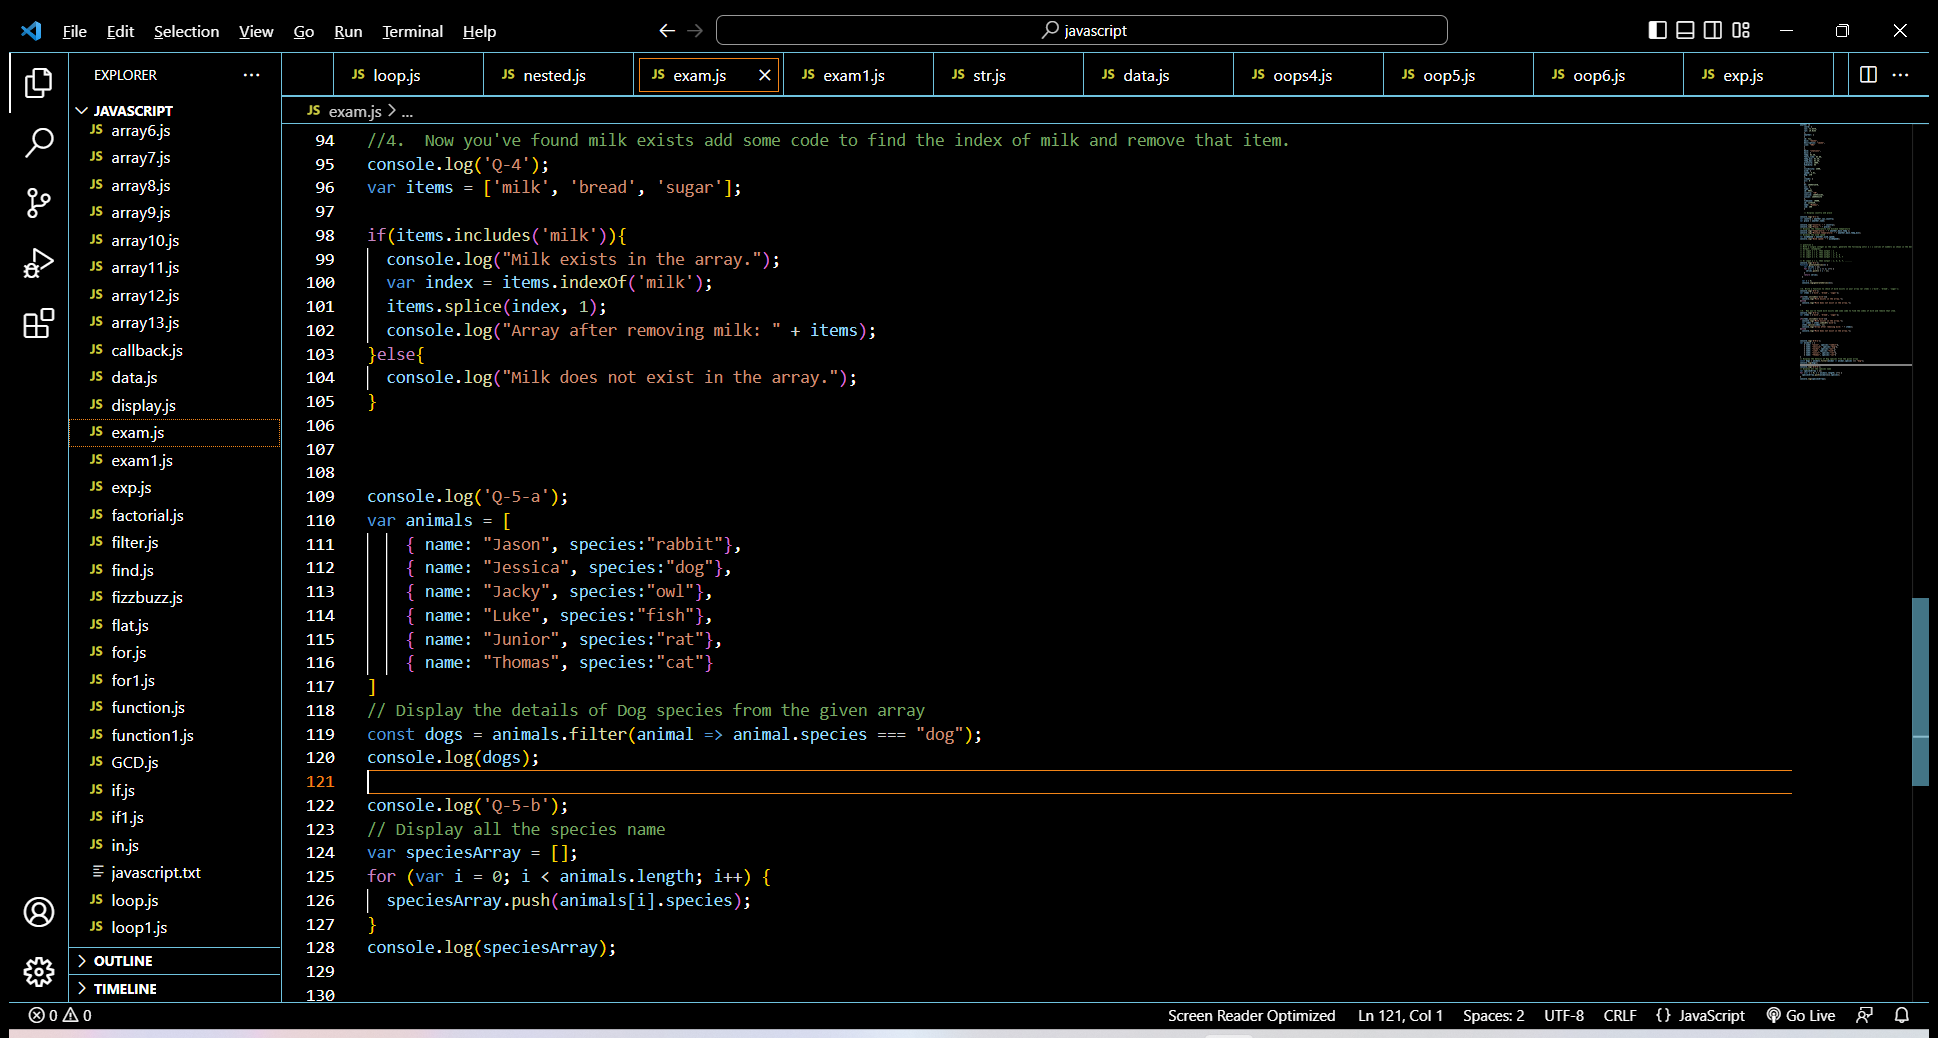 File Edit Selection View Go Run Terminal Help
javascript
EXPLORER
JAVASCRIPT
JS array6.js
JS array7.js
JS array8.js
JS array9.js
JS array10.js
JS array11.js
JS array12.js
JS array13.js
JS callback.js
JS data.js
JS display.js
JS exam.js
JS exam1.js
JS exp.js
JS factorial.js
JS filter.js
JS find.js
JS fizzbuzz.js
JS flat.js
JS for.js
JS for1.js
JS function.js
JS function1.js
JS GCD.js
JS if.js
JS if1.js
JS in.js
javascript.txt
JS loop.js
JS loop1.js
OUTLINE
TIMELINE
JS loop.js JS nested.js JS exam.js JS exam1.js JS str.js JS data.js JS oops4.js JS oop5.js JS oop6.js JS exp.js
JS exam.js > ...
94 //4.  Now you've found milk exists add some code to find the index of milk and remove that item.
95 console.log('Q-4');
96 var items = ['milk', 'bread', 'sugar'];
97
98 if(items.includes('milk')){
99   console.log("Milk exists in the array.");
100   var index = items.indexOf('milk');
101   items.splice(index, 1);
102   console.log("Array after removing milk: " + items);
103 }else{
104   console.log("Milk does not exist in the array.");
105 }
106
107
108
109 console.log('Q-5-a');
110 var animals = [
111     { name: "Jason", species:"rabbit"},
112     { name: "Jessica", species:"dog"},
113     { name: "Jacky", species:"owl"},
114     { name: "Luke", species:"fish"},
115     { name: "Junior", species:"rat"},
116     { name: "Thomas", species:"cat"}
117 ]
118 // Display the details of Dog species from the given array
119 const dogs = animals.filter(animal => animal.species === "dog");
120 console.log(dogs);
121
122 console.log('Q-5-b');
123 // Display all the species name
124 var speciesArray = [];
125 for (var i = 0; i < animals.length; i++) {
126   speciesArray.push(animals[i].species);
127 }
128 console.log(speciesArray);
129
130
0 0 Screen Reader Optimized Ln 121, Col 1 Spaces: 2 UTF-8 CRLF {} JavaScript Go Live